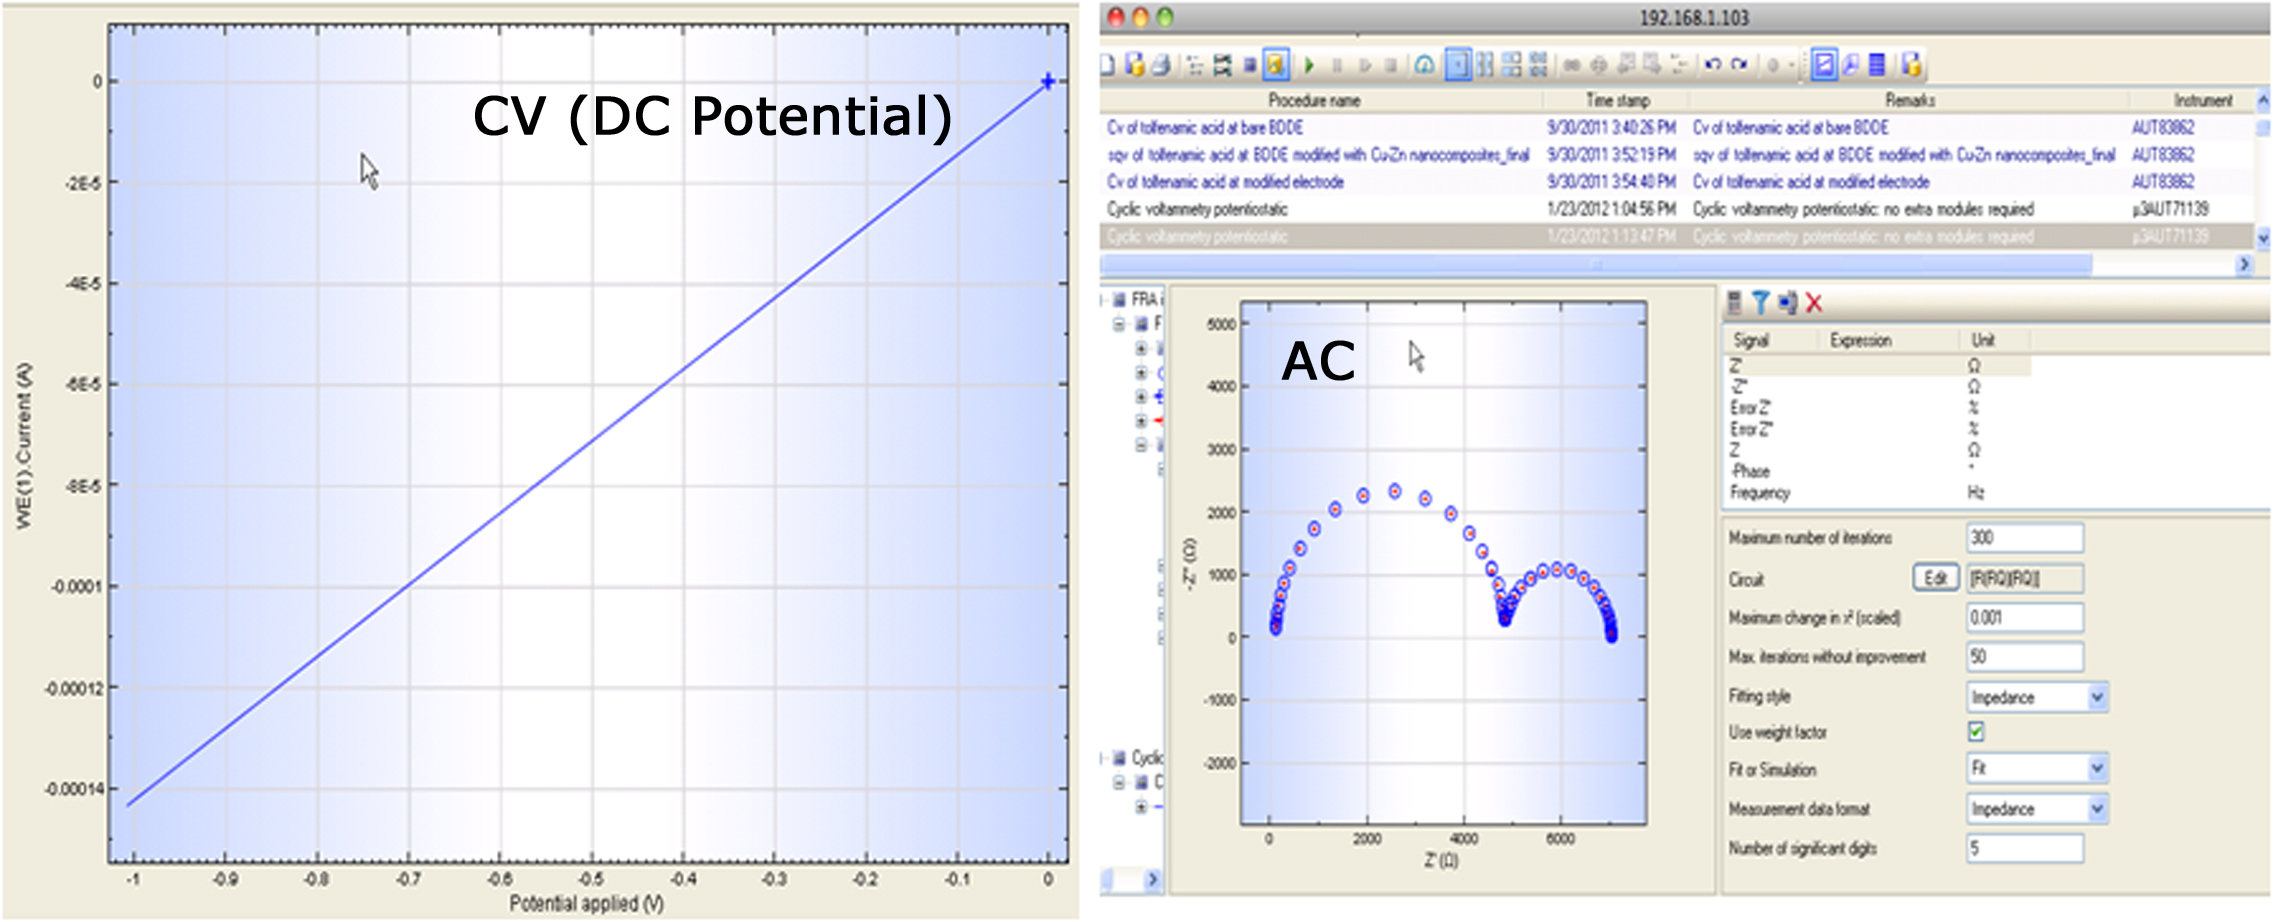 CV (DC Potential)
0
-2E-5
-4E-5
-6E-5
-8E-5
-0.0001
-0.00012
-0.00014
WE(1).Current (A)
-1 -0.9 -0.8 -0.7 -0.6 -0.5 -0.4 -0.3 -0.2 -0.1 0
Potential applied (V)
192.168.1.103
Procedure name Time stamp Remarks Instrument
Cv of tolfenamic acid at bare BDDE 9/30/2011 3:40:26 PM Cv of tolfenamic acid at bare BDDE AUT83862
sqv of tolfenamic acid at BDDE modified with Cu-Zn nanocomposites_final 9/30/2011 3:52:19 PM sqv of tolfenamic acid at BDDE modified with Cu-Zn nanocomposites_final AUT83862
Cv of tolfenamic acid at modified electrode 9/30/2011 3:54:40 PM Cv of tolfenamic acid at modified electrode AUT83862
Cyclic voltammetry potentiostatic 1/23/2012 1:04:56 PM Cyclic voltammetry potentiostatic: no extra modules required µ3AUT71139
Cyclic voltammetry potentiostatic 1/23/2012 1:13:47 PM Cyclic voltammetry potentiostatic: no extra modules required µ3AUT71139
FRA i
F
Cyclic
C
AC
5000
4000
3000
2000
1000
0
-1000
-2000
-Z'' (Ω)
0 2000 4000 6000
Z' (Ω)
Signal Expression Unit
Z' Ω
-Z'' Ω
Error Z' %
Error Z'' %
Z Ω
-Phase °
Frequency Hz
Maximum number of iterations 300
Circuit Edit [R(RQ)(RQ)]
Maximum change in x² (scaled) 0.001
Max. iterations without improvement 50
Fitting style Impedance
Use weight factor
Fit or Simulation Fit
Measurement data format Impedance
Number of significant digits 5